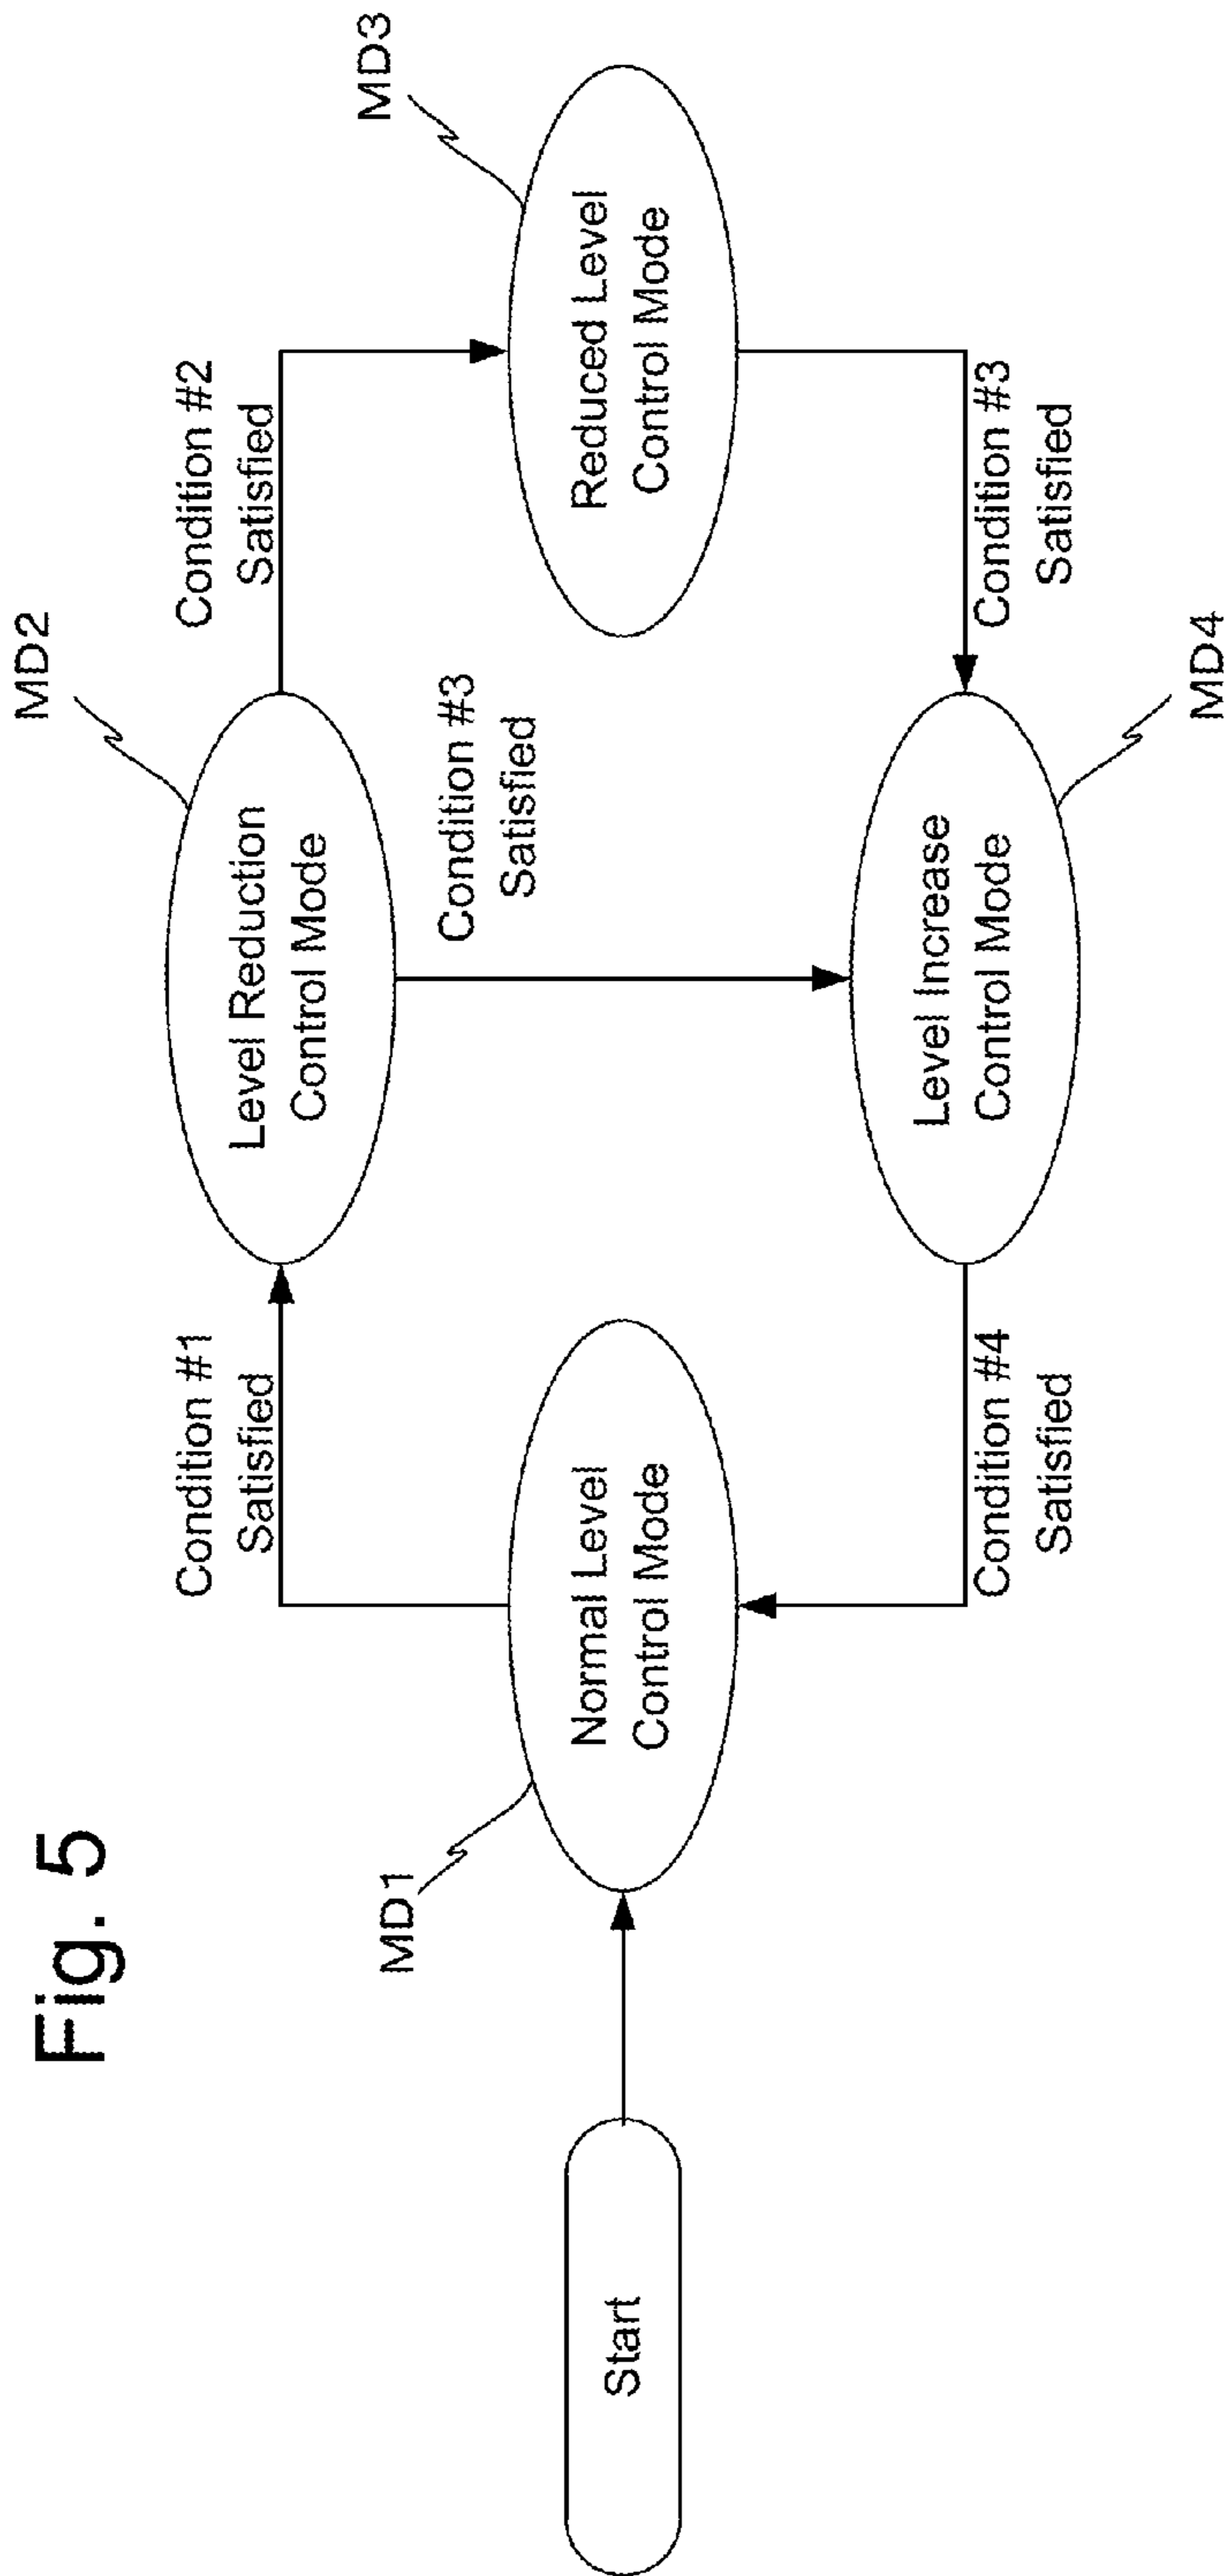 Fig. 5
MD2
MD3
Condition #1
Satisfied
Level Reduction
Control Mode
Condition #2
Satisfied
MD1
Condition #3
Satisfied
Start
Normal Level
Control Mode
Reduced Level
Control Mode
Condition #4
Satisfied
Level Increase
Control Mode
Condition #3
Satisfied
MD4